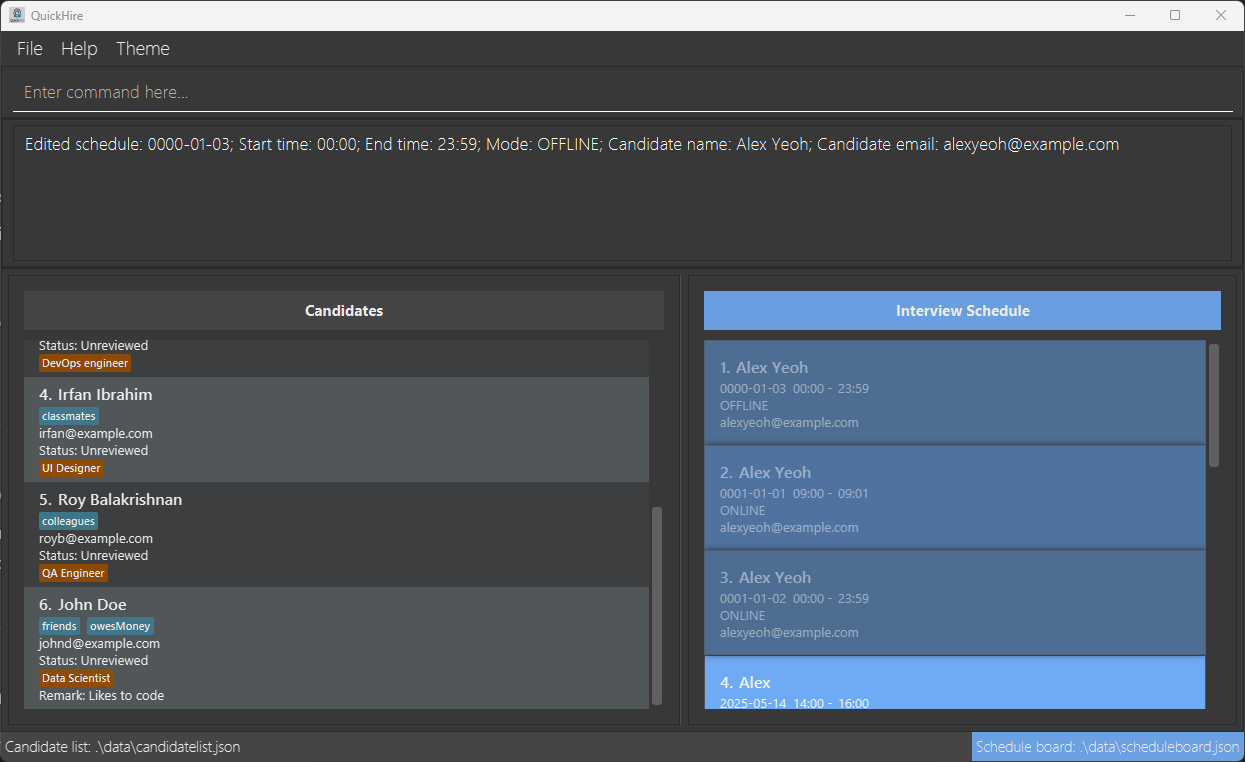 QuickHire
File Help Theme
Enter command here...
Edited schedule: 0000-01-03; Start time: 00:00; End time: 23:59; Mode: OFFLINE; Candidate name: Alex Yeoh; Candidate email: alexyeoh@example.com
Candidates
Status: Unreviewed
DevOps engineer
4. Irfan Ibrahim
classmates
irfan@example.com
Status: Unreviewed
UI Designer
5. Roy Balakrishnan
colleagues
royb@example.com
Status: Unreviewed
QA Engineer
6. John Doe
friends owesMoney
johnd@example.com
Status: Unreviewed
Data Scientist
Remark: Likes to code
Interview Schedule
1. Alex Yeoh
0000-01-03 00:00 - 23:59
OFFLINE
alexyeoh@example.com
2. Alex Yeoh
0001-01-01 09:00 - 09:01
ONLINE
alexyeoh@example.com
3. Alex Yeoh
0001-01-02 00:00 - 23:59
ONLINE
alexyeoh@example.com
4. Alex
2025-05-14 14:00 - 16:00
Candidate list: .\data\candidatelist.json
Schedule board: .\data\scheduleboard.json